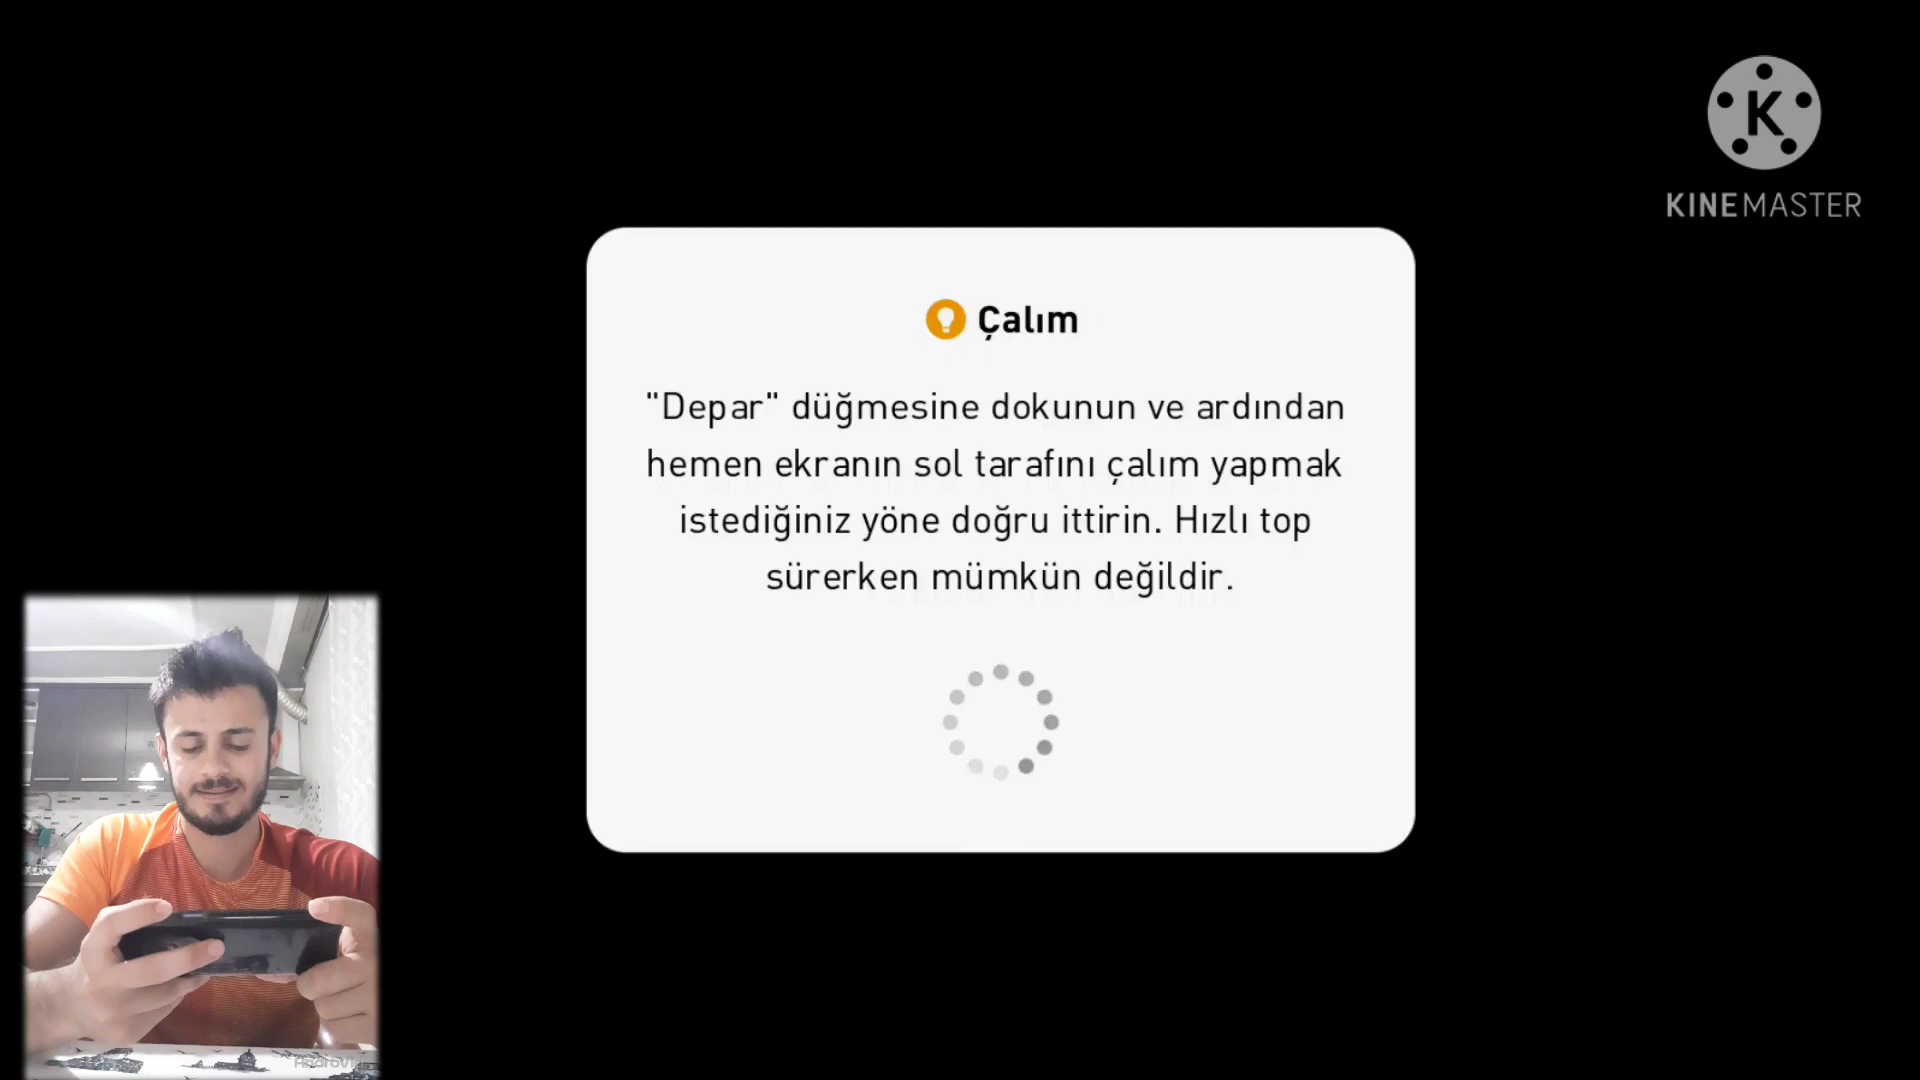 K
KINEMASTER
Çalım
"Depar" düğmesine dokunun ve ardından
hemen ekranın sol tarafını çalım yapmak
istediğiniz yöne doğru ittirin. Hızlı top
sürerken mümkün değildir.